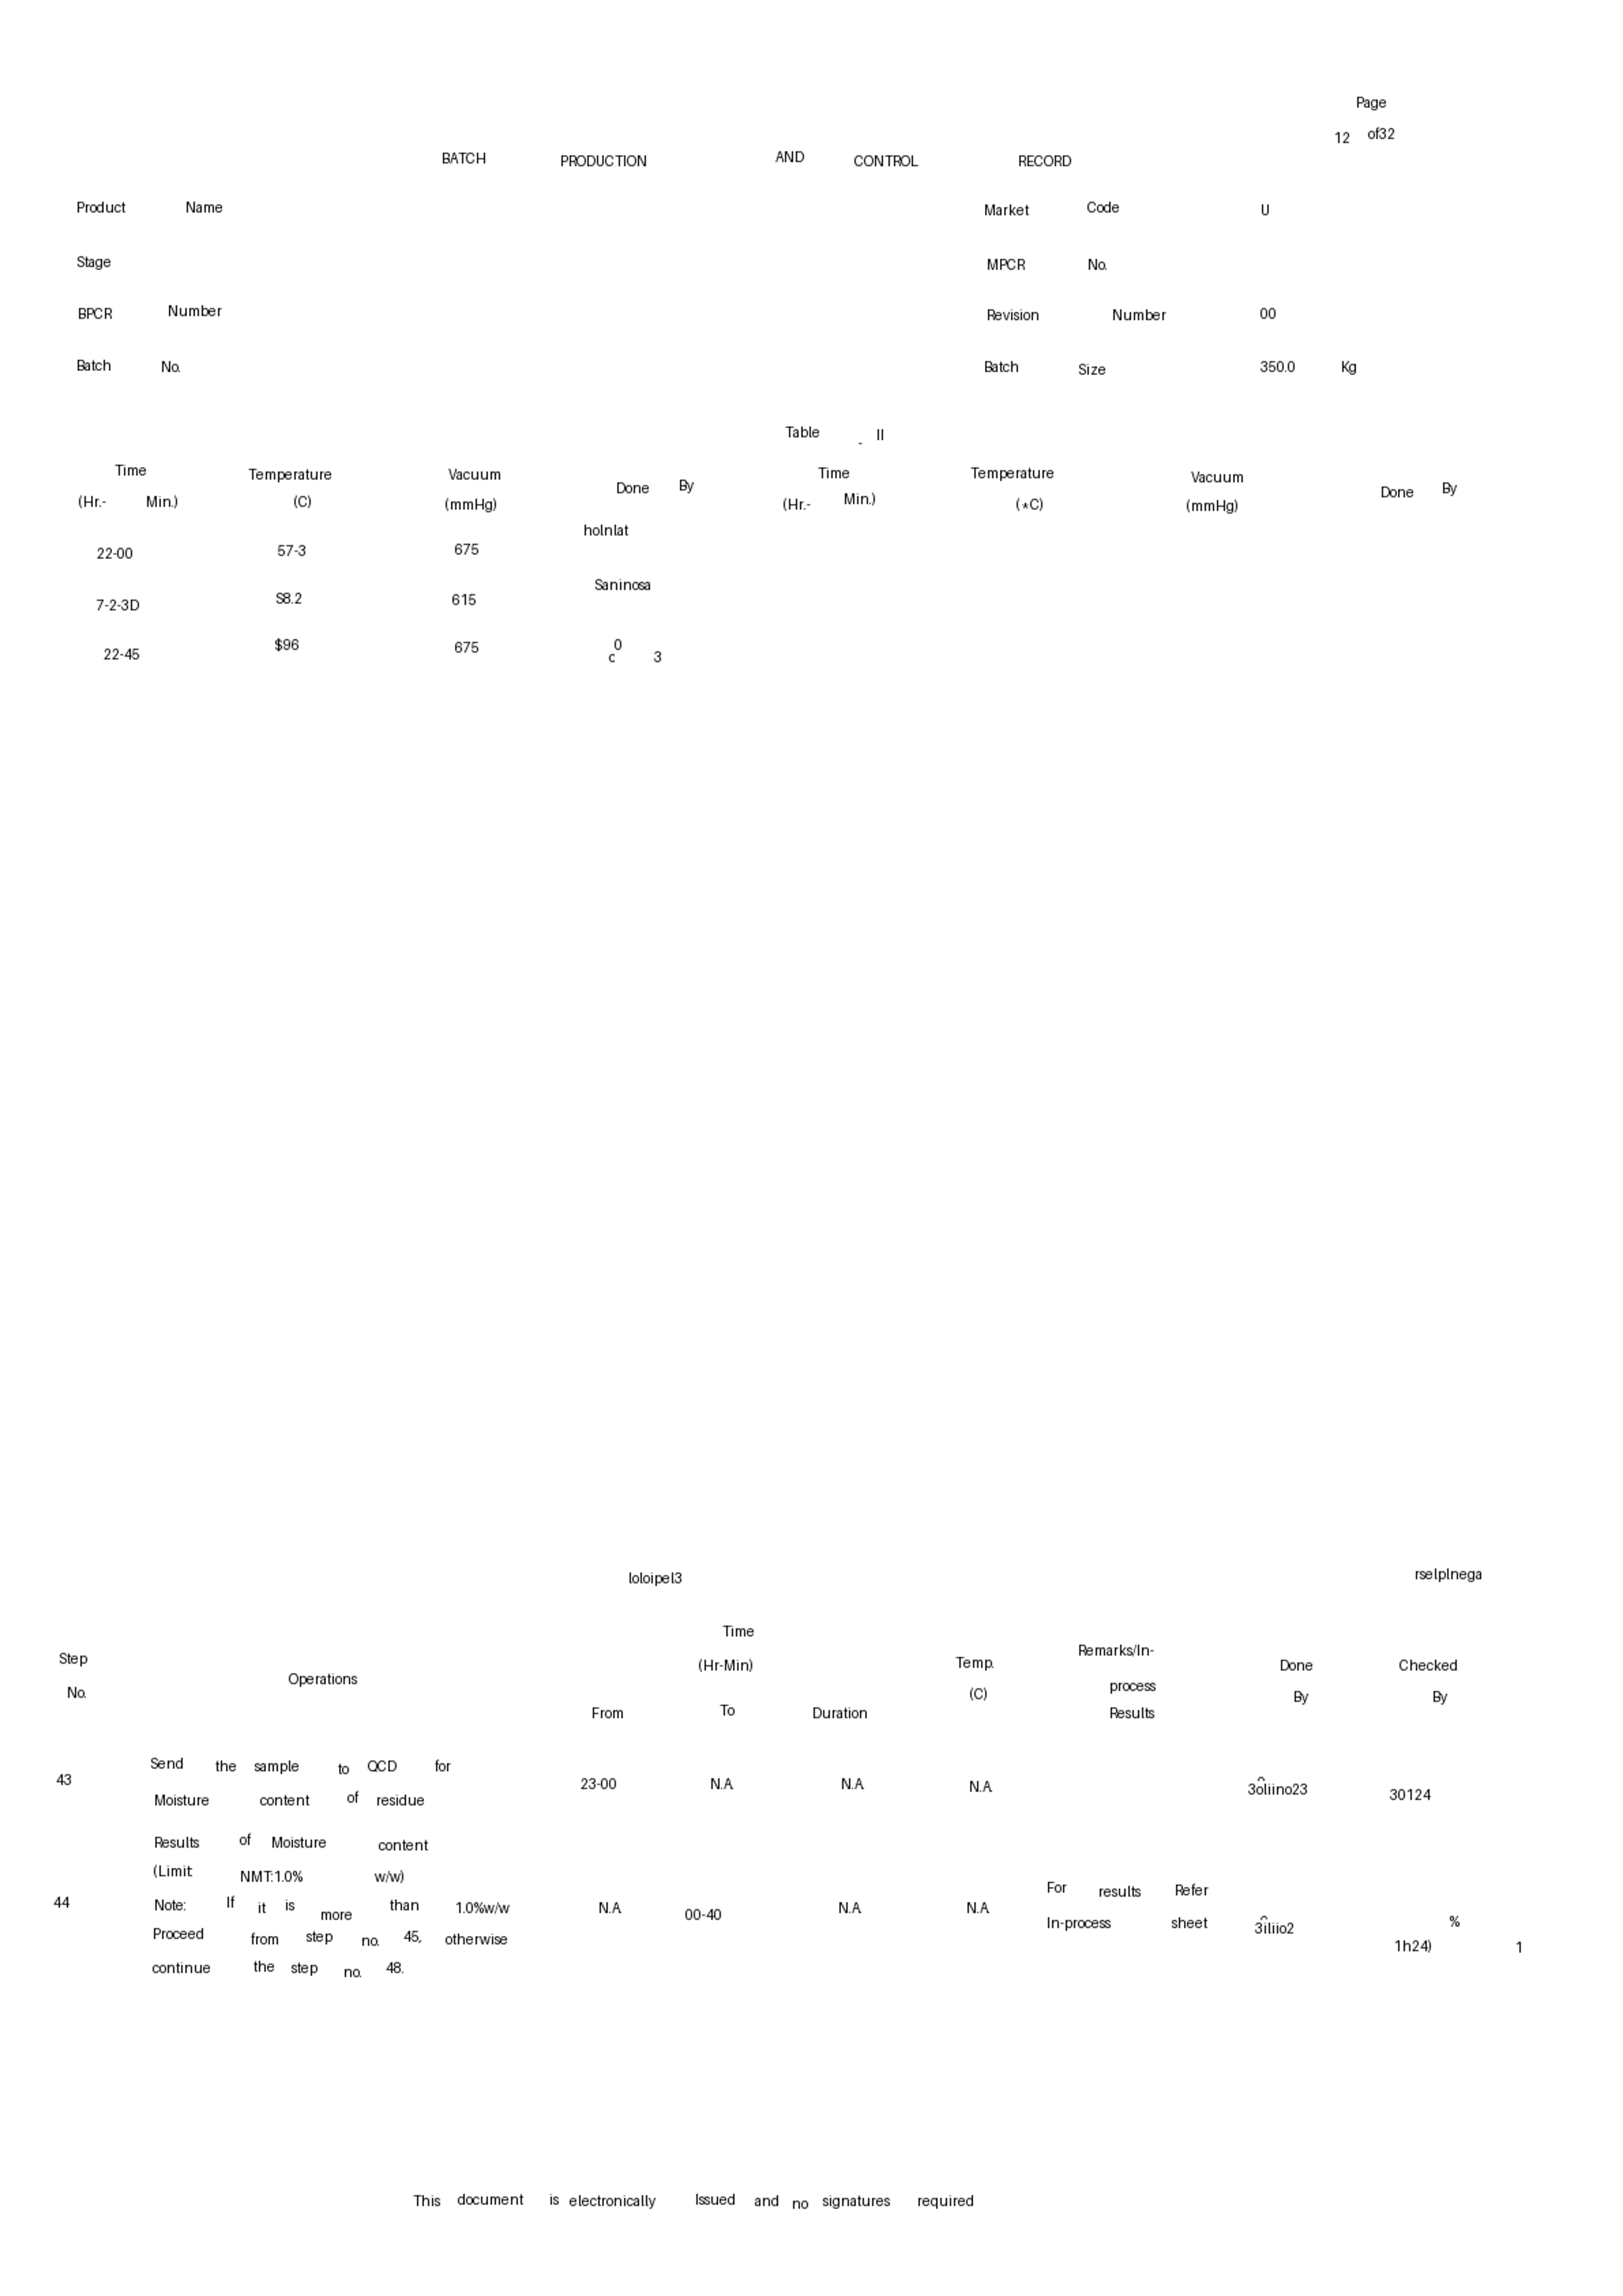 Page
12 of32
BATCH PRODUCTION AND CONTROL RECORD
Product Name Market Code U
Stage MPCR No.
BPCR Number Revision Number 00
Batch No. Batch Size 350.0 Kg
Table - II
Time Temperature Vacuum Done By Time Temperature Vacuum Done By
(Hr.- Min.) (C) (mmHg) (Hr.- Min.) (*C) (mmHg)
holnlat
22-00 57-3 675
Saninosa
7-2-3D S8.2 615
22-45 $96 675 0 c 3
loloipel3 rselplnega
Time
Step Operations (Hr-Min) Temp. Remarks/In- Done Checked
No. (C) process By By
From To Duration Results
43 Send the sample to QCD for 23-00 N.A N.A N.A 3oliino23 30124
Moisture content of residue
Results of Moisture content
(Limit: NMT:1.0% w/w)
44 Note: If it is more than 1.0%w/w N.A 00-40 N.A N.A For results Refer
Proceed from step no. 45, otherwise In-process sheet 3iliio2 %
continue the step no. 48. 1h24) 1
This document is electronically Issued and no signatures required